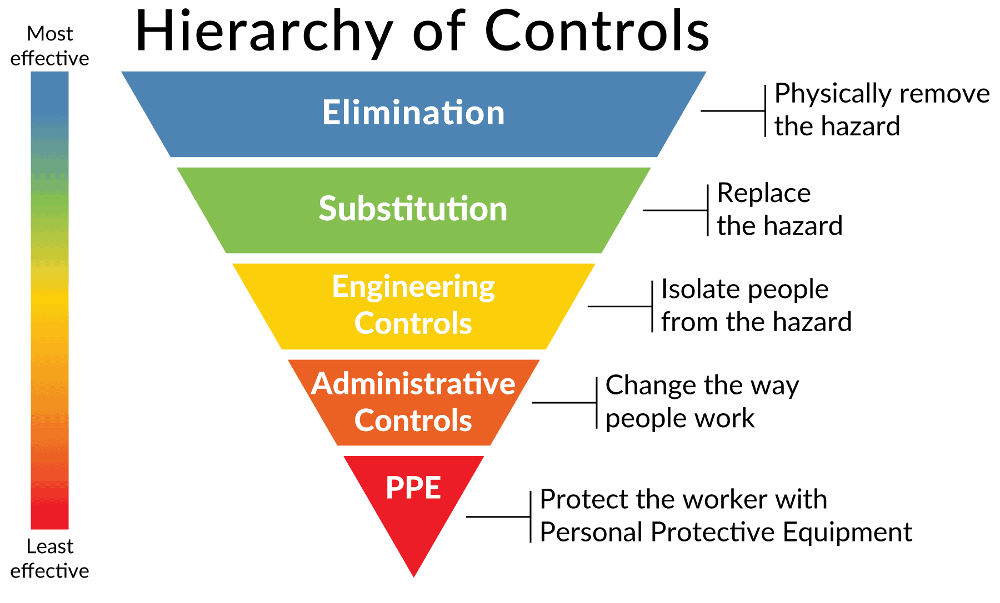 Hierarchy of Controls
Most
effective
Elimination
Physically remove
the hazard
Substitution
Replace
the hazard
Engineering
Controls
Isolate people
from the hazard
Administrative
Controls
Change the way
people work
PPE
Protect the worker with
Personal Protective Equipment
Least
effective